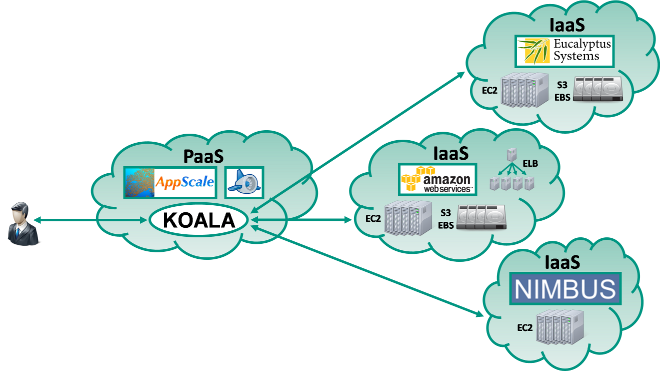 PaaS
AppScale
KOALA
IaaS
Eucalyptus
Systems
EC2
S3
EBS
IaaS
amazon
web services™
ELB
EC2
S3
EBS
IaaS
NIMBUS
EC2